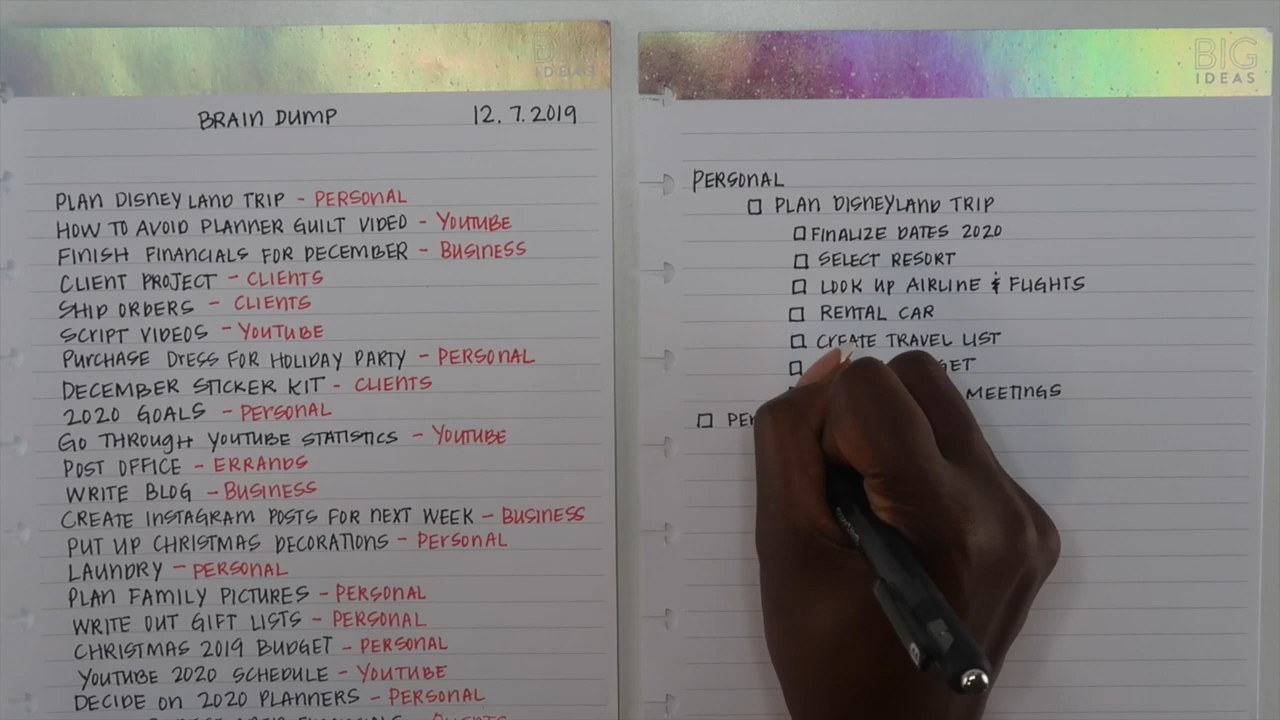 BIG
IDEAS
BRAIN DUMP 12.7.2019
PLAN DISNEYLAND TRIP - PERSONAL
HOW TO AVOID PLANNER GUILT VIDEO - YOUTUBE
FINISH FINANCIALS FOR DECEMBER - BUSINESS
CLIENT PROJECT - CLIENTS
SHIP ORDERS - CLIENTS
SCRIPT VIDEOS - YOUTUBE
PURCHASE DRESS FOR HOLIDAY PARTY - PERSONAL
DECEMBER STICKER KIT - CLIENTS
2020 GOALS - PERSONAL
GO THROUGH YOUTUBE STATISTICS - YOUTUBE
POST OFFICE - ERRANDS
WRITE BLOG - BUSINESS
CREATE INSTAGRAM POSTS FOR NEXT WEEK - BUSINESS
PUT UP CHRISTMAS DECORATIONS - PERSONAL
LAUNDRY - PERSONAL
PLAN FAMILY PICTURES - PERSONAL
WRITE OUT GIFT LISTS - PERSONAL
CHRISTMAS 2019 BUDGET - PERSONAL
YOUTUBE 2020 SCHEDULE - YOUTUBE
DECIDE ON 2020 PLANNERS - PERSONAL
BIG
IDEAS
PERSONAL
PLAN DISNEYLAND TRIP
FINALIZE DATES 2020
SELECT RESORT
LOOK UP AIRLINE & FLIGHTS
RENTAL CAR
CREATE TRAVEL LIST
MEETINGS